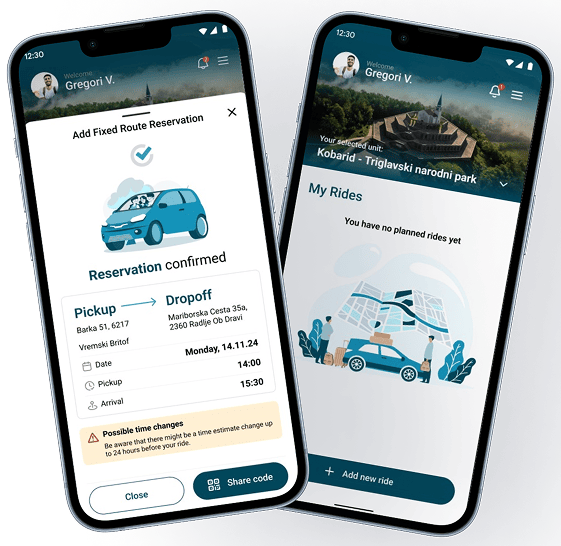 12:30
Welcome
Gregori V.
Add Fixed Route Reservation
Reservation confirmed
Pickup
Dropoff
Barka 51, 6217
Vremski Britof
Mariborska Cesta 35a,
2360 Radlje Ob Dravi
Date
Monday, 14.11.24
Pickup
14:00
Arrival
15:30
Possible time changes
Be aware that there might be a time estimate change up
to 24 hours before your ride.
Close
Share code
12:30
Welcome
Gregori V.
Your selected unit:
Kobarid - Triglavski narodni park
My Rides
You have no planned rides yet
Add new ride